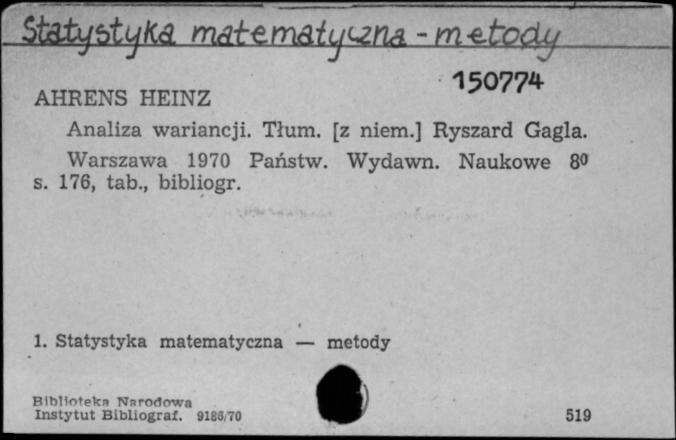 Statystyka matematyczna - metody
150774
AHRENS HEINZ
Analiza wariancji. Tłum. [z niem.] Ryszard Gagla.
Warszawa 1970 Państw. Wydawn. Naukowe 8⁰
s. 176, tab., bibliogr.
1. Statystyka matematyczna — metody
Biblioteka Narodowa
Instytut Bibliograf. 9186/70
519